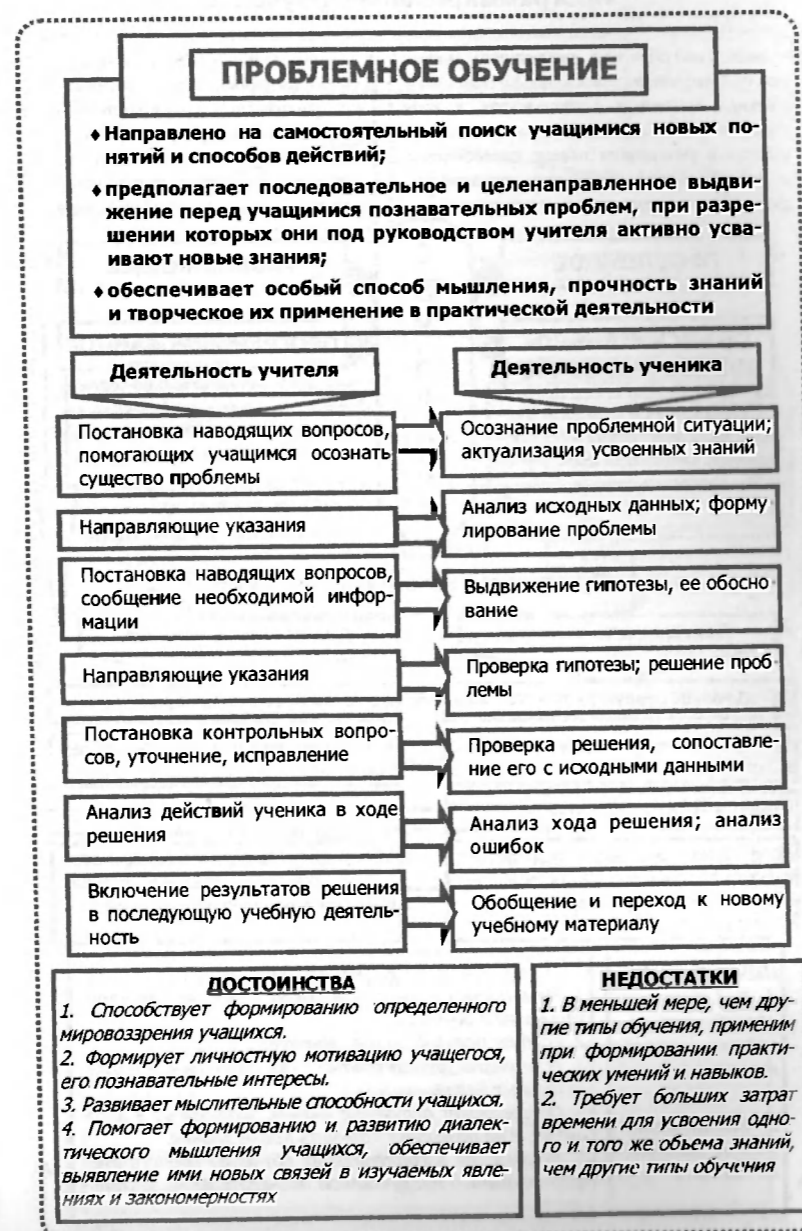 ПРОБЛЕМНОЕ ОБУЧЕНИЕ
♦Направлено на самостоятельный поиск учащимися новых по-
нятий и способов действий;
♦предполагает последовательное и целенаправленное выдви-
жение перед учащимися познавательных проблем, при разре-
шении которых они под руководством учителя активно усва-
ивают новые знания;
♦обеспечивает особый способ мышления, прочность знаний
и творческое их применение в практической деятельности
Деятельность учителя
Деятельность ученика
Постановка наводящих вопросов,
помогающих учащимся осознать
существо проблемы
Осознание проблемной ситуации;
актуализация усвоенных знаний
Направляющие указания
Анализ исходных данных; форму
лирование проблемы
Постановка наводящих вопросов,
сообщение необходимой инфор-
мации
Выдвижение гипотезы, ее обосно
вание
Направляющие указания
Проверка гипотезы; решение проб
лемы
Постановка контрольных вопро-
сов, уточнение, исправление
Проверка решения, сопоставле-
ние его с исходными данными
Анализ действий ученика в ходе
решения
Анализ хода решения; анализ
ошибок
Включение результатов решения
в последующую учебную деятель-
ность
Обобщение и переход к новому
учебному материалу
ДОСТОИНСТВА
1. Способствует формированию определенного
мировоззрения учащихся.
2. Формирует личностную мотивацию учащегося,
его познавательные интересы.
3. Развивает мыслительные способности учащихся.
4. Помогает формированию и развитию диалек-
тического мышления учащихся, обеспечивает
выявление ими новых связей в изучаемых явле-
ниях и закономерностях
НЕДОСТАТКИ
1. В меньшей мере, чем дру-
гие типы обучения, применим
при формировании практи-
ческих умений и навыков.
2. Требует больших затрат
времени для усвоения одно-
го и того же объема знаний,
чем другие типы обучения